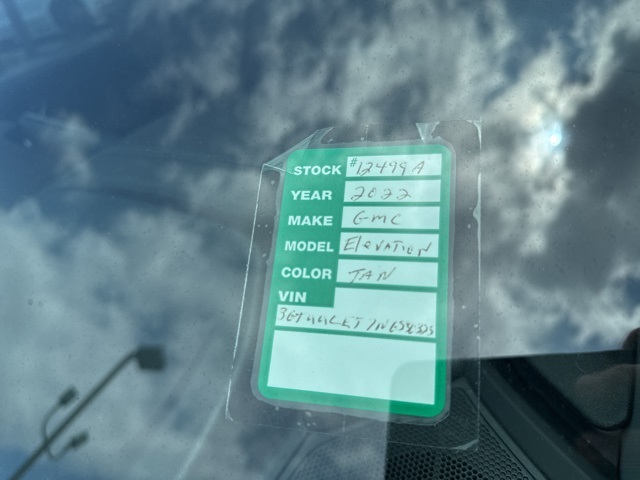 STOCK #12499A
YEAR 2022
MAKE GMC
MODEL ElevATION
COLOR TAN
VIN